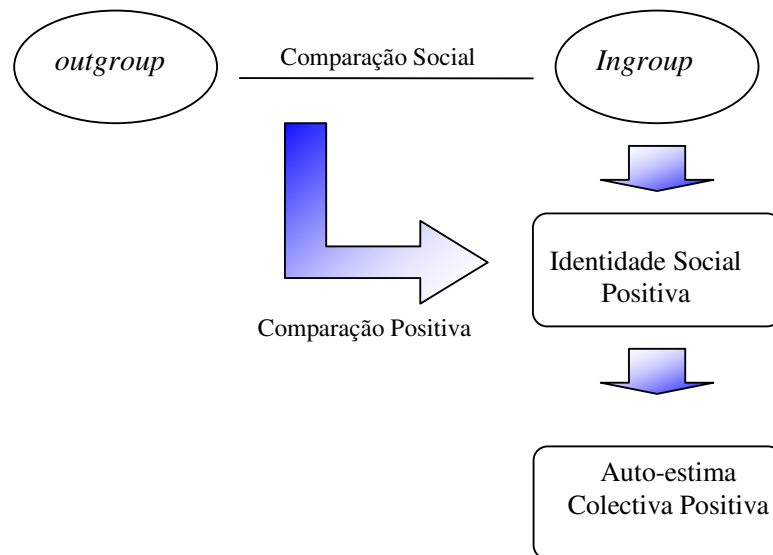 outgroup
Comparação Social
Ingroup
Identidade Social
Positiva
Comparação Positiva
Auto-estima
Colectiva Positiva